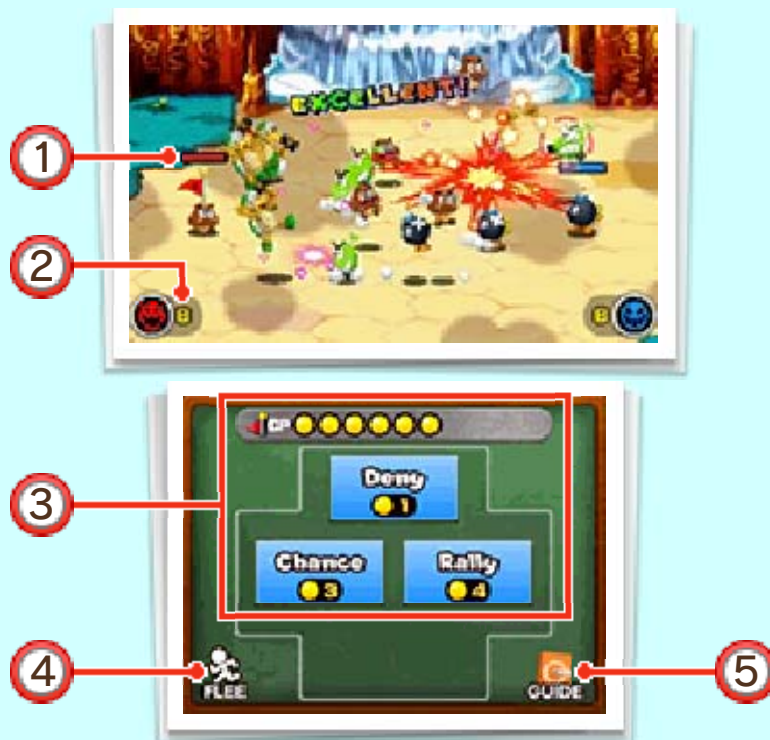 EXCELLENT!
1
2
8
8
3
CP
Deny
1
Chance
3
Rally
4
4
FLEE
GUIDE
5